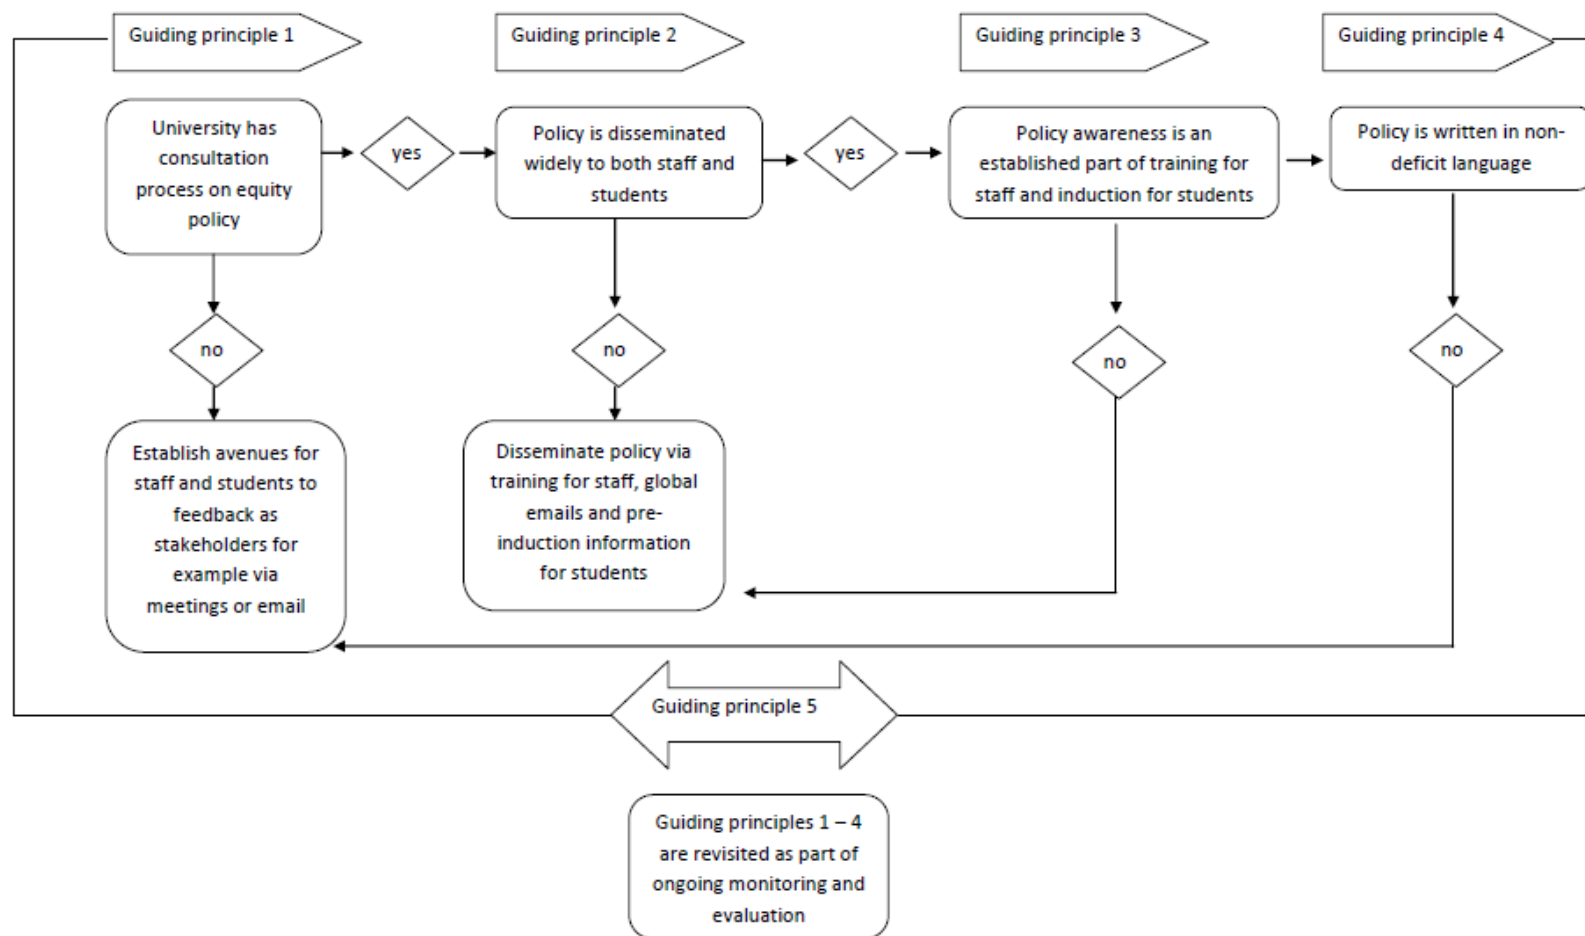 Guiding principle 1
Guiding principle 2
Guiding principle 3
Guiding principle 4
University has
consultation
process on equity
policy
yes
Policy is disseminated
widely to both staff and
students
yes
Policy awareness is an
established part of training for
staff and induction for students
Policy is written in non-
deficit language
no
no
no
no
Establish avenues for
staff and students to
feedback as
stakeholders for
example via
meetings or email
Disseminate policy via
training for staff, global
emails and pre-
induction information
for students
Guiding principle 5
Guiding principles 1 – 4
are revisited as part of
ongoing monitoring and
evaluation